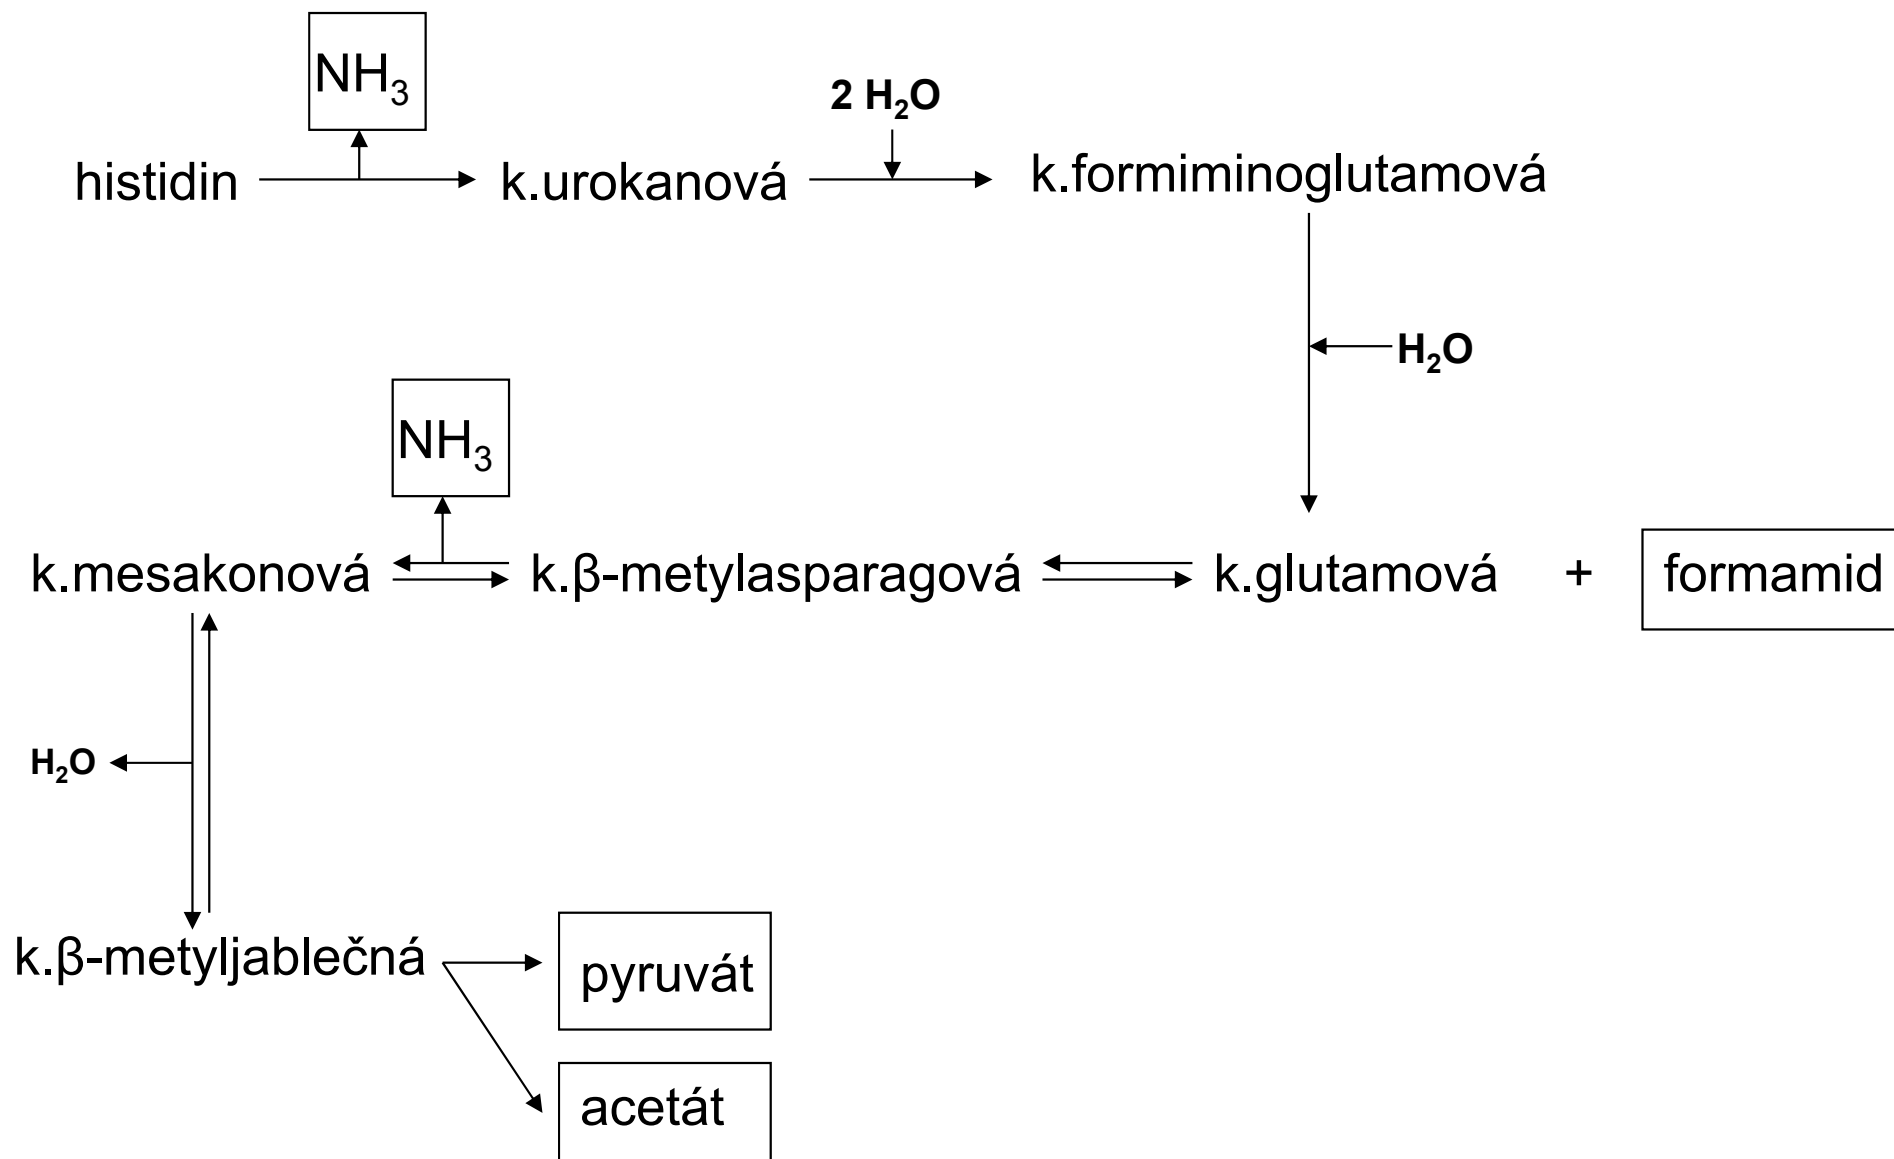 NH₃
2 H₂O
histidin
k.urokanová
k.formiminoglutamová
H₂O
NH₃
k.mesakonová
k.β-metylasparagová
k.glutamová
+
formamid
H₂O
k.β-metyljablečná
pyruvát
acetát